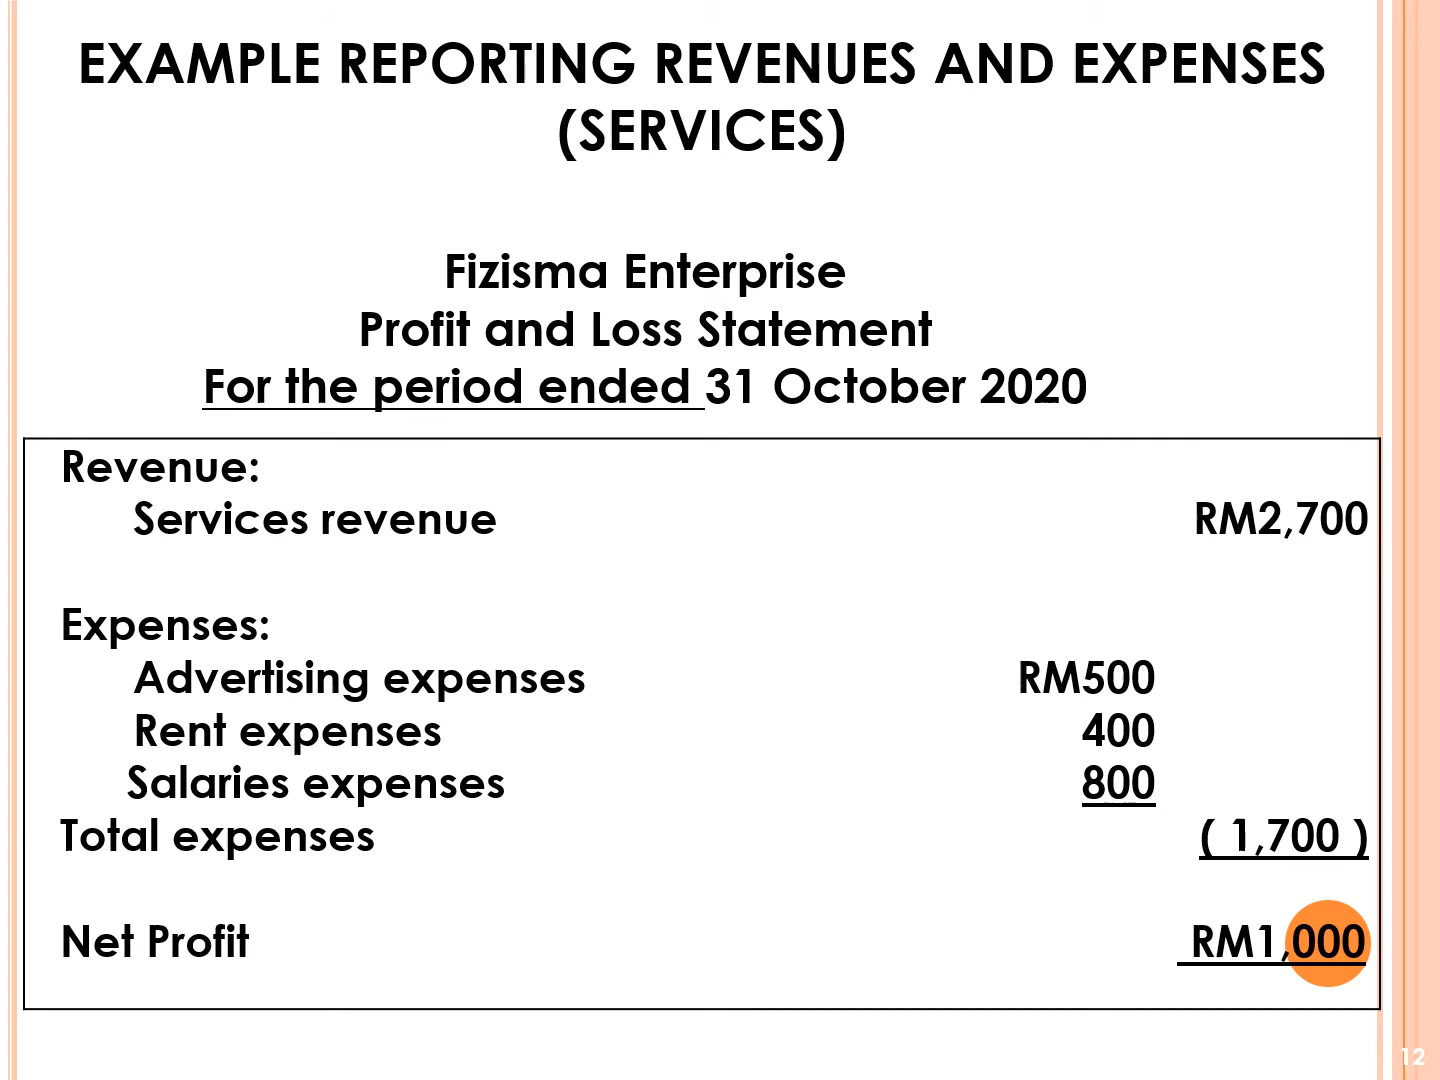 EXAMPLE REPORTING REVENUES AND EXPENSES
(SERVICES)
Fizisma Enterprise
Profit and Loss Statement
For the period ended 31 October 2020
Revenue:
Services revenue RM2,700
Expenses:
Advertising expenses RM500
Rent expenses 400
Salaries expenses 800
Total expenses ( 1,700 )
Net Profit RM1,000
12